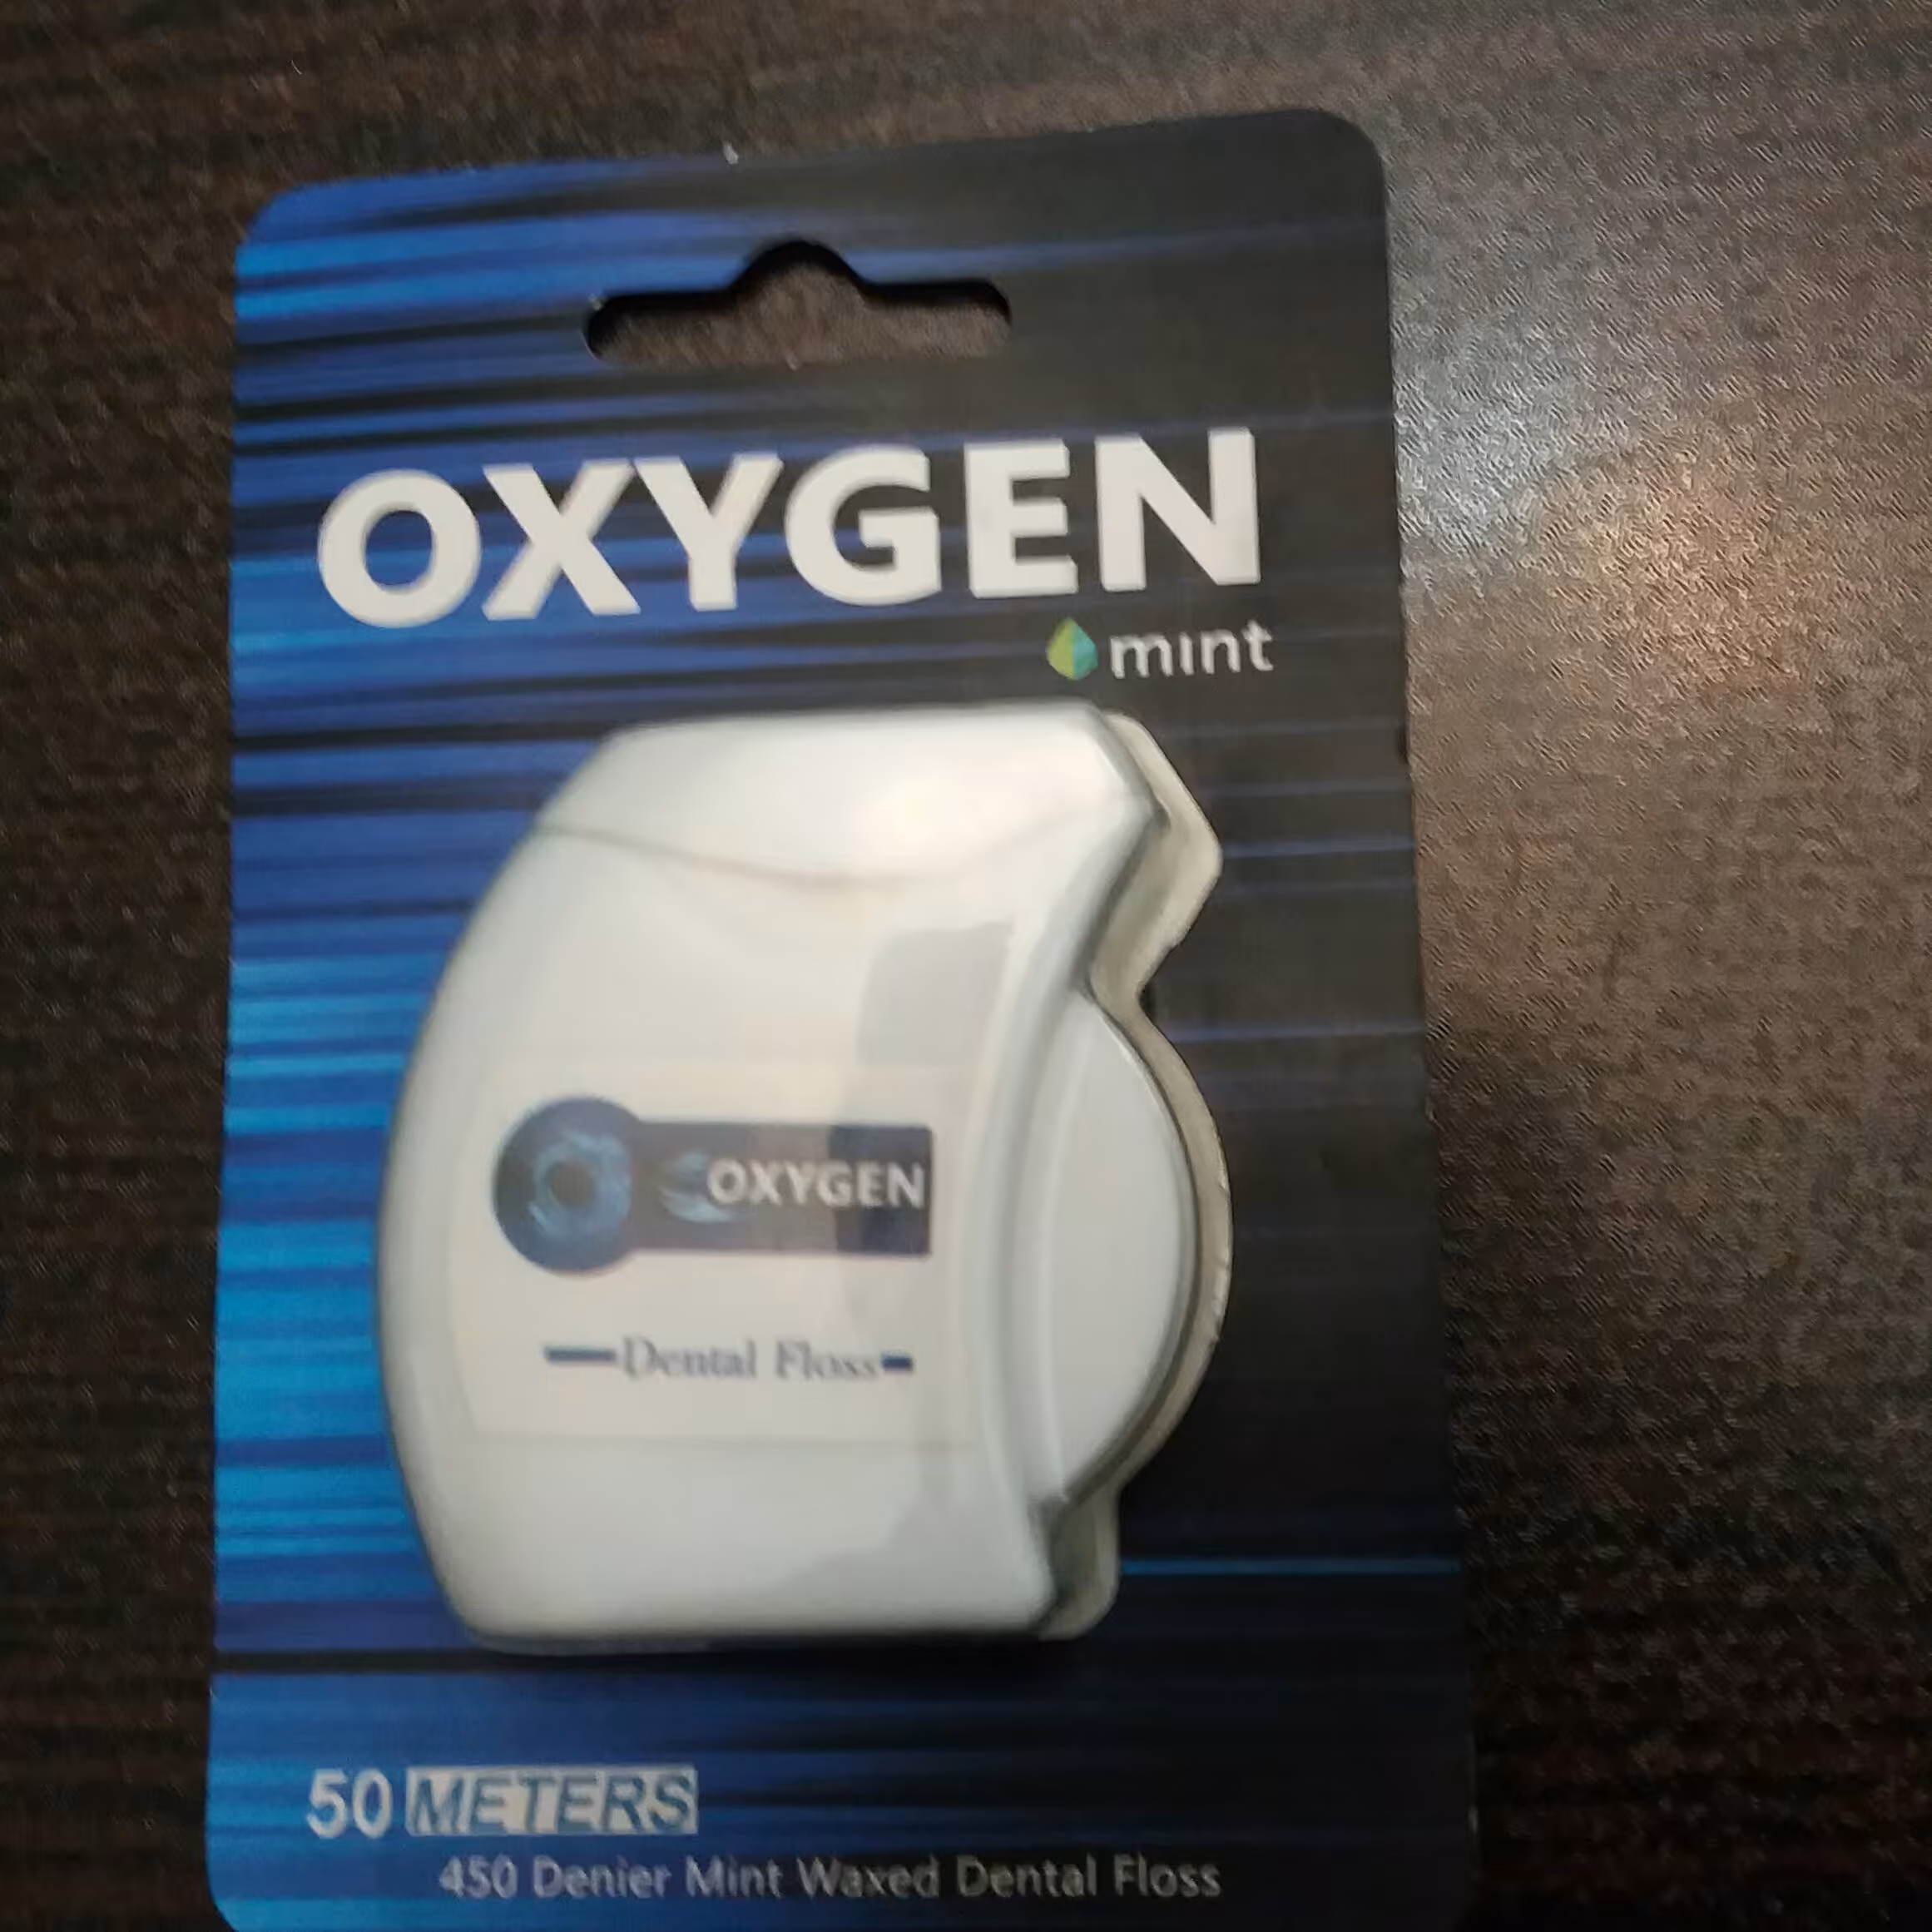 OXYGEN
mint
OXYGEN
Dental Floss
50 METERS
450 Denier Mint Waxed Dental Floss